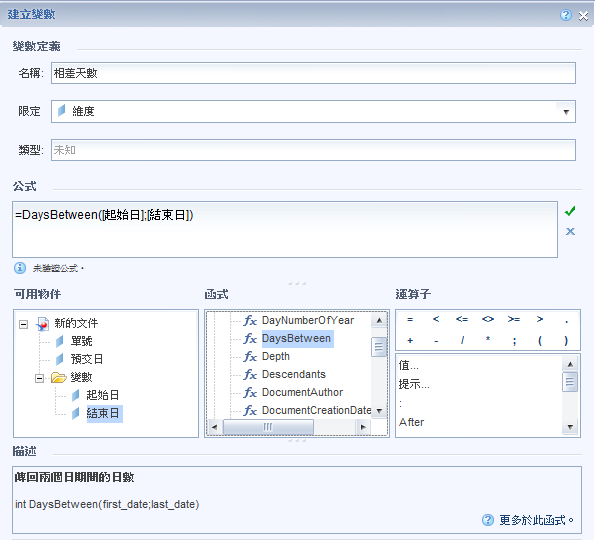 建立變數
變數定義
名稱: 相差天數
限定 維度
類型: 未知
公式
=DaysBetween([起始日];[結束日])
未驗證公式。
可用物件
新的文件
單號
預交日
變數
起始日
結束日
函式
DayNumberOfYear
DaysBetween
Depth
Descendants
DocumentAuthor
DocumentCreationDate
運算子
= < <= <> >= > .
+ - / * ; ( )
值...
提示...
:
After
描述
傳回兩個日期間的日數
int DaysBetween(first_date;last_date)
更多於此函式。